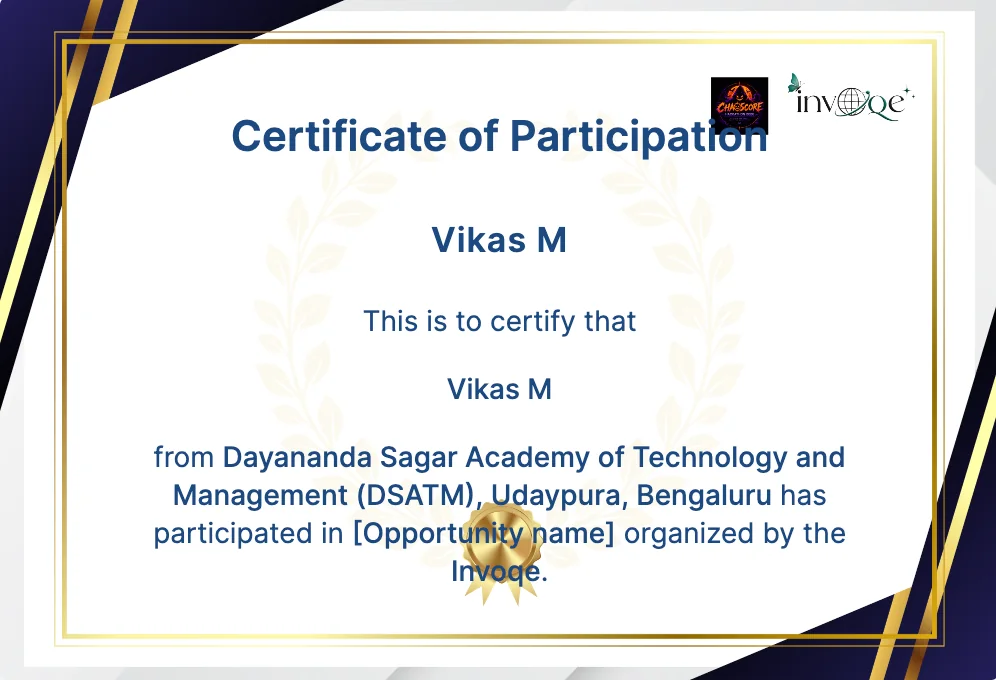 CHAOSCORE
invoqe
Certificate of Participation
Vikas M
This is to certify that
Vikas M
from Dayananda Sagar Academy of Technology and
Management (DSATM), Udaypura, Bengaluru has
participated in [Opportunity name] organized by the
Invoqe.